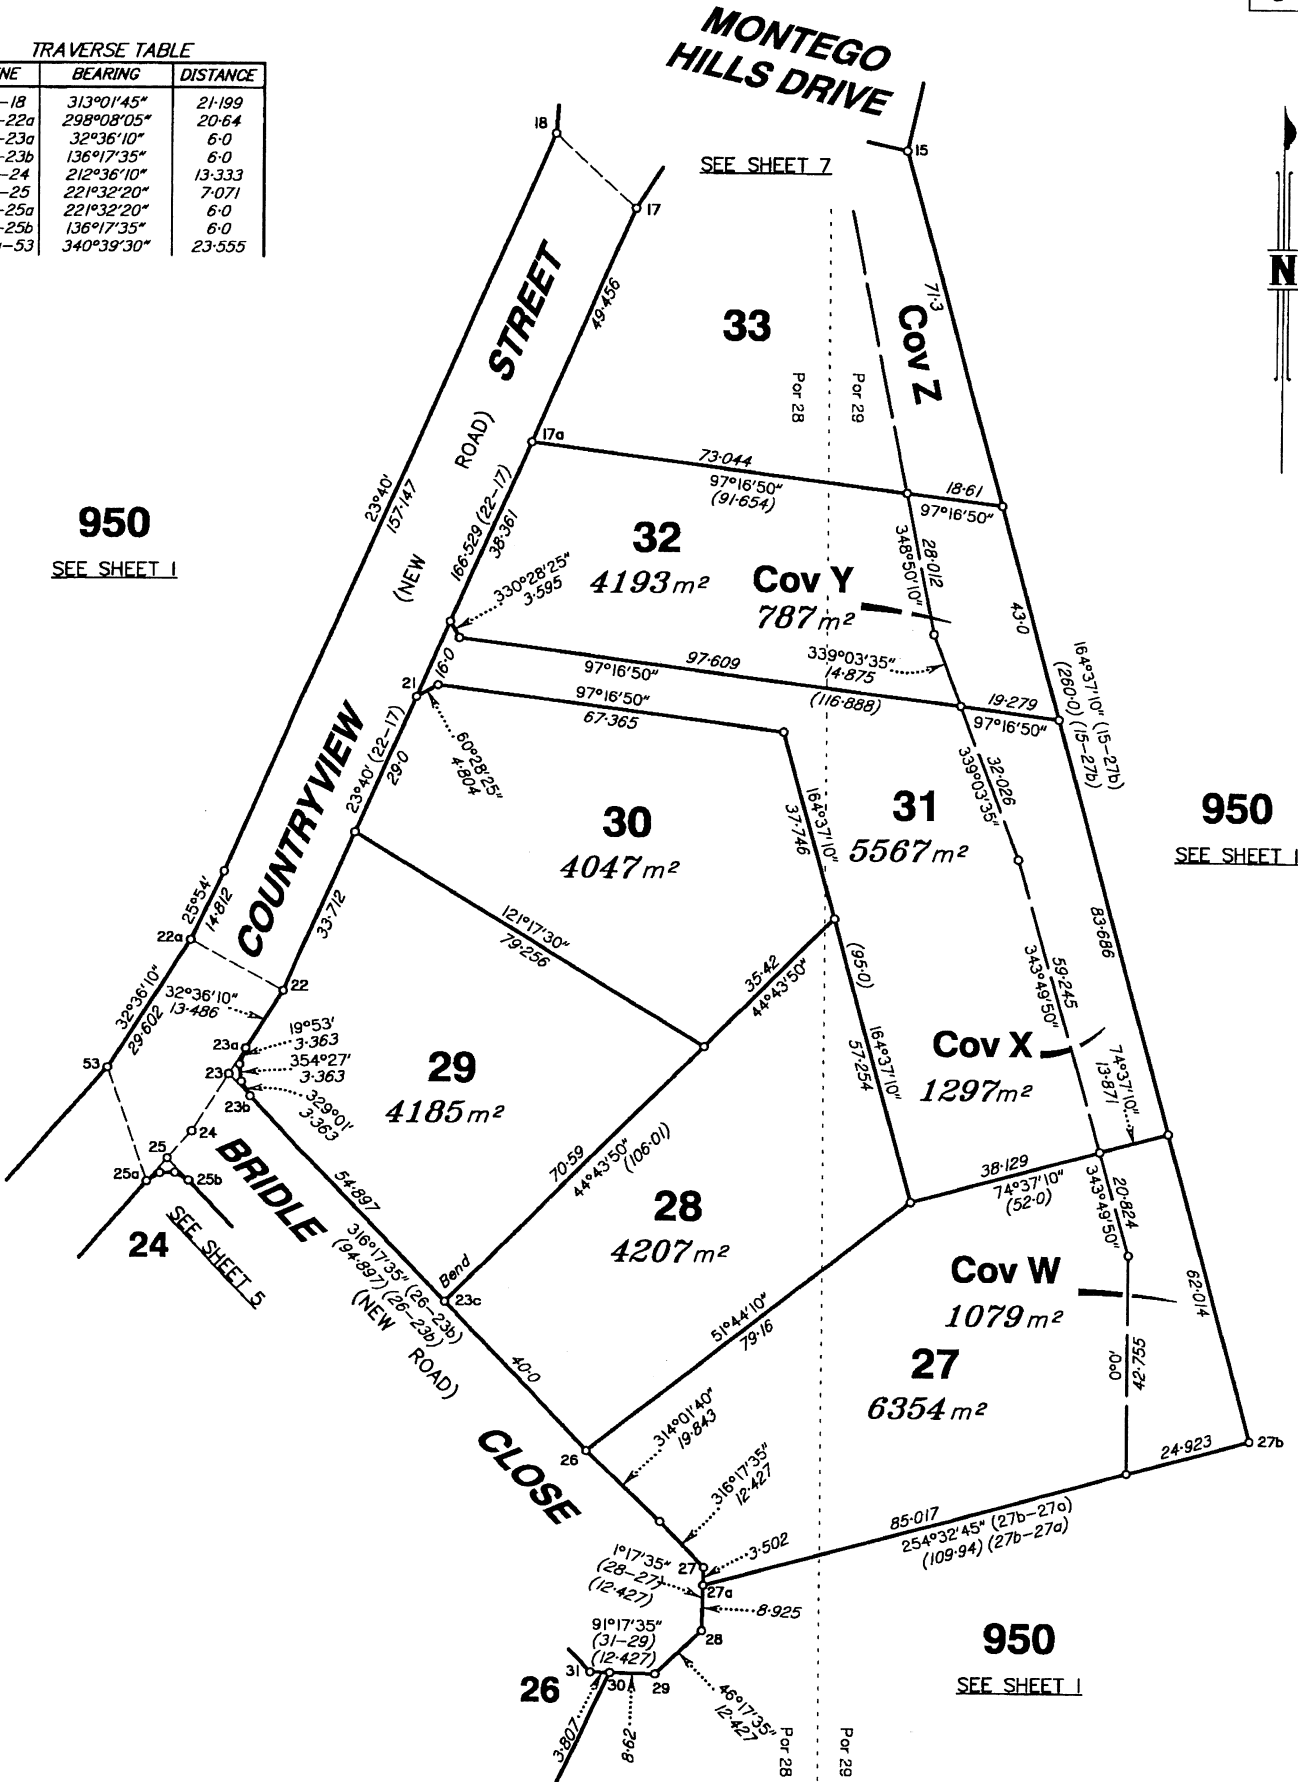 TRAVERSE TABLE
NE BEARING DISTANCE
-18 313°01'45" 21·199
-22a 298°08'05" 20·64
-23a 32°36'10" 6·0
-23b 136°17'35" 6·0
-24 212°36'10" 13·333
-25 221°32'20" 7·071
-25a 221°32'20" 6·0
-25b 136°17'35" 6·0
-53 340°39'30" 23·555
MONTEGO
HILLS DRIVE
SEE SHEET 7
N
18
17
15
49·456
71·3
33
Cov Z
Por 28
Por 29
STREET
(NEW
ROAD)
COUNTRYVIEW
23°40'
157·147
17a
73·044
97°16'50"
(91·654)
18·61
97°16'50"
950
SEE SHEET 1
166·529 (22-17)
38·361
32
4193m²
330°28'25"
3·595
Cov Y
787m²
28·012
348°50'10"
43·0
339°03'35"
14·875
97·609
97°16'50"
(116·888)
19·279
97°16'50"
164°37'10" (15-27b)
(260·0) (15-27b)
16·0
21
97°16'50"
67·365
60°28'25"
4·804
23°40' (22-17)
29·0
32·026
339°03'35"
30
4047m²
164°37'10"
37·746
31
5567m²
950
SEE SHEET 1
33·712
121°17'30"
79·256
25°54'
14·812
22a
22
35·42
44°43'50"
(95·0)
164°37'10"
57·254
83·686
59·245
343°49'50"
32°36'10"
29·602
32°36'10"
13·486
23a
19°53'
3·363
354°27'
3·363
329°01'
3·363
23
23b
53
29
4185m²
Cov X
1297m²
74°37'10"
13·871
24
25
25a
25b
BRIDLE
54·897
70·59
44°43'50"
(106·01)
38·129
74°37'10"
(52·0)
24
SEE SHEET 5
28
4207m²
20·824
343°49'50"
Cov W
1079m²
316°17'35" (26-23b)
(94·897) (26-23b)
(NEW
ROAD)
Bend
23c
40·0
51°44'10"
79·16
62·014
27
6354m²
42·755
0°0'
CLOSE
26
314°01'40"
19·843
316°17'35"
12·427
24·923
27b
85·017
254°32'45" (27b-27a)
(109·94) (27b-27a)
27
3·502
27a
1°17'35"
(28-27)
(12·427)
8·925
28
91°17'35"
(31-29)
(12·427)
31
30
29
46°17'35"
12·427
26
3·807
8·62
Por 28
Por 29
950
SEE SHEET 1